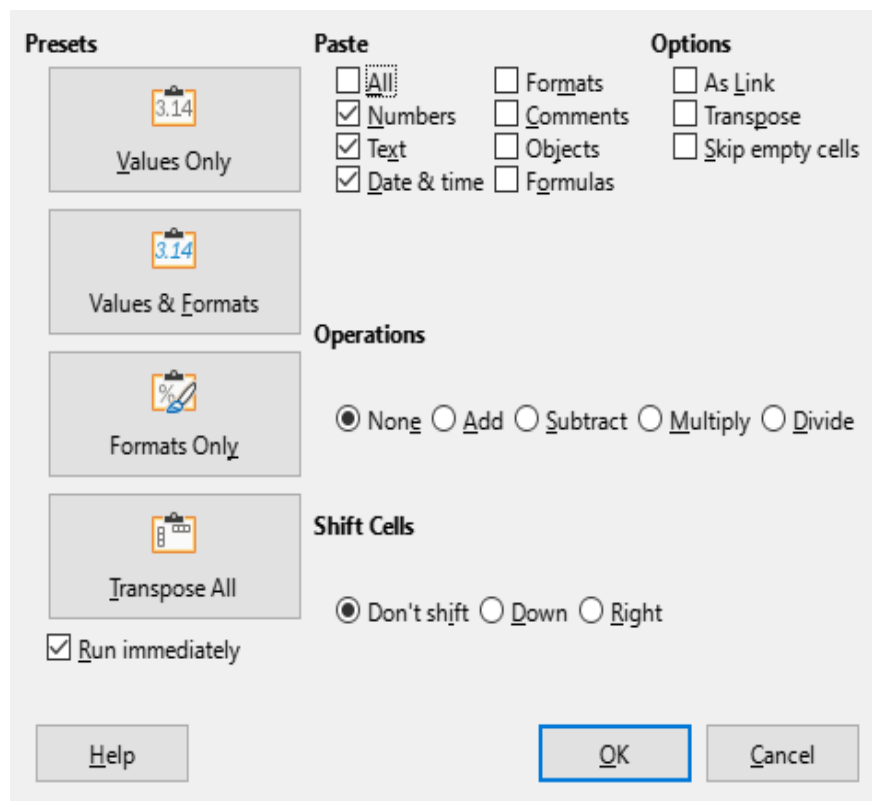 Presets
3.14
Values Only
3.14
Values & Formats
%
Formats Only
Transpose All
Run immediately
Paste
All
Numbers
Text
Date & time
Formats
Comments
Objects
Formulas
Options
As Link
Transpose
Skip empty cells
Operations
None Add Subtract Multiply Divide
Shift Cells
Don't shift Down Right
Help OK Cancel